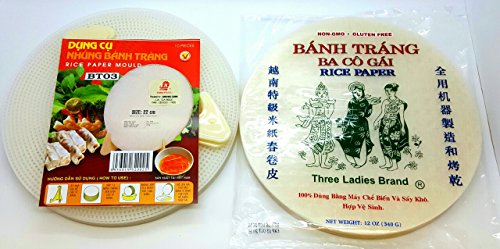 DỤNG CỤ
NHÚNG BÁNH TRÁNG
RICE PAPER MOULD
10 PIECES
BT03
SIZE: 22 cm
HƯỚNG DẪN SỬ DỤNG ( HOW TO USE ) :
NON-GMO • GLUTEN FREE
BÁNH TRÁNG
BA CÔ GÁI
RICE PAPER
越南特級米紙春卷皮
全用机器製造和烤乾
Three Ladies Brand ®
100% Dùng Bằng Máy Chế Biến Và Sấy Khô.
Hợp Vệ Sinh.
NET WEIGHT: 12 OZ (340 G)